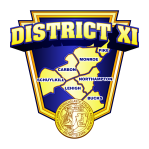 DISTRICT XI
PIKE
MONROE
CARBON
SCHUYLKILL
NORTHAMPTON
LEHIGH
BUCKS